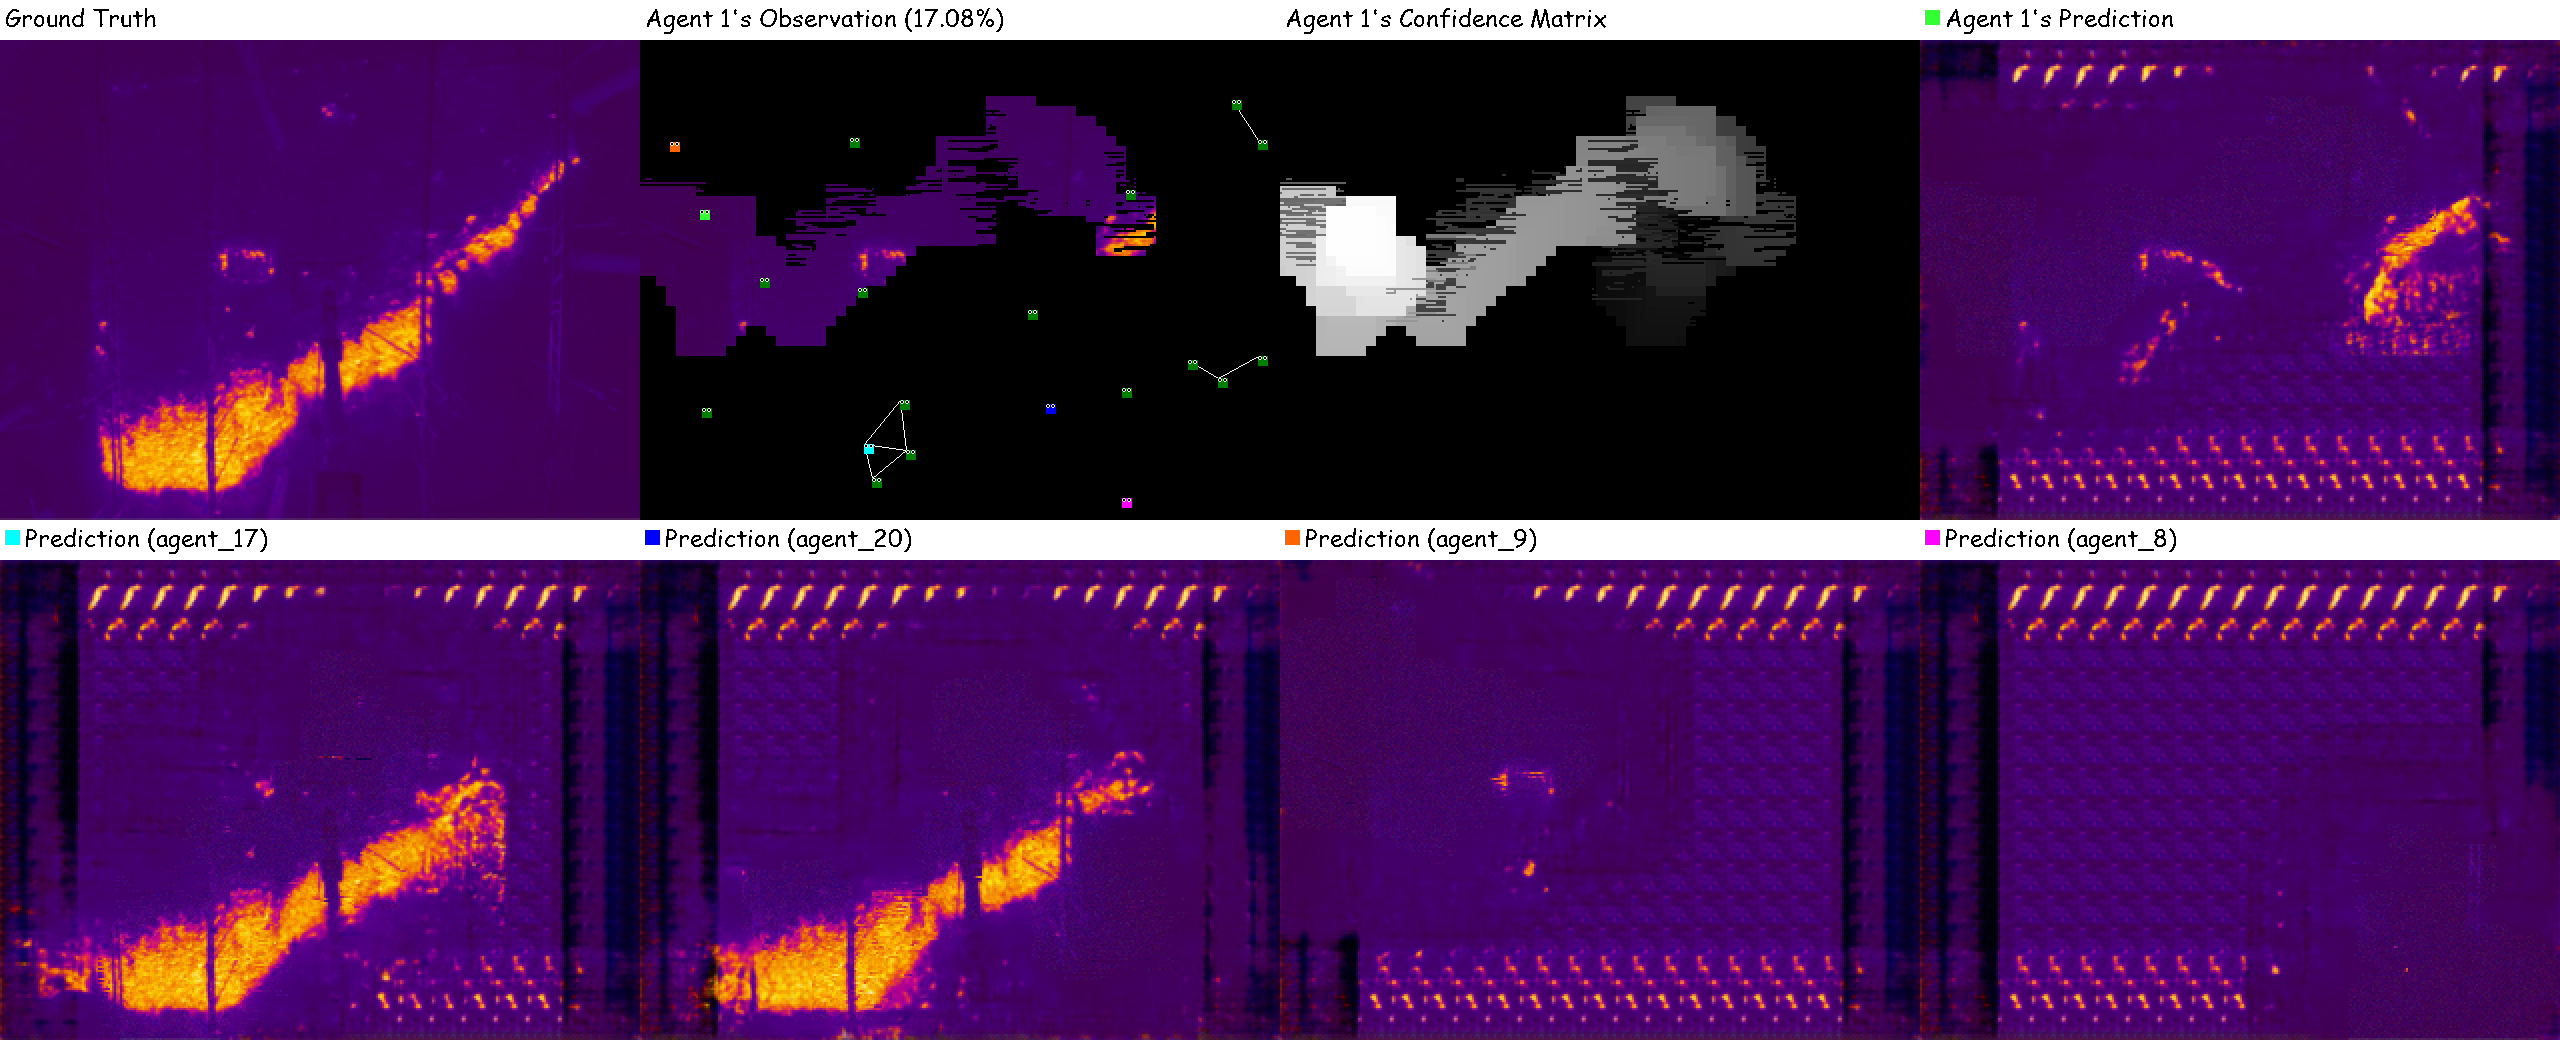 Ground Truth
Agent 1's Observation (17.08%)
Agent 1's Confidence Matrix
Agent 1's Prediction
Prediction (agent_17)
Prediction (agent_20)
Prediction (agent_9)
Prediction (agent_8)